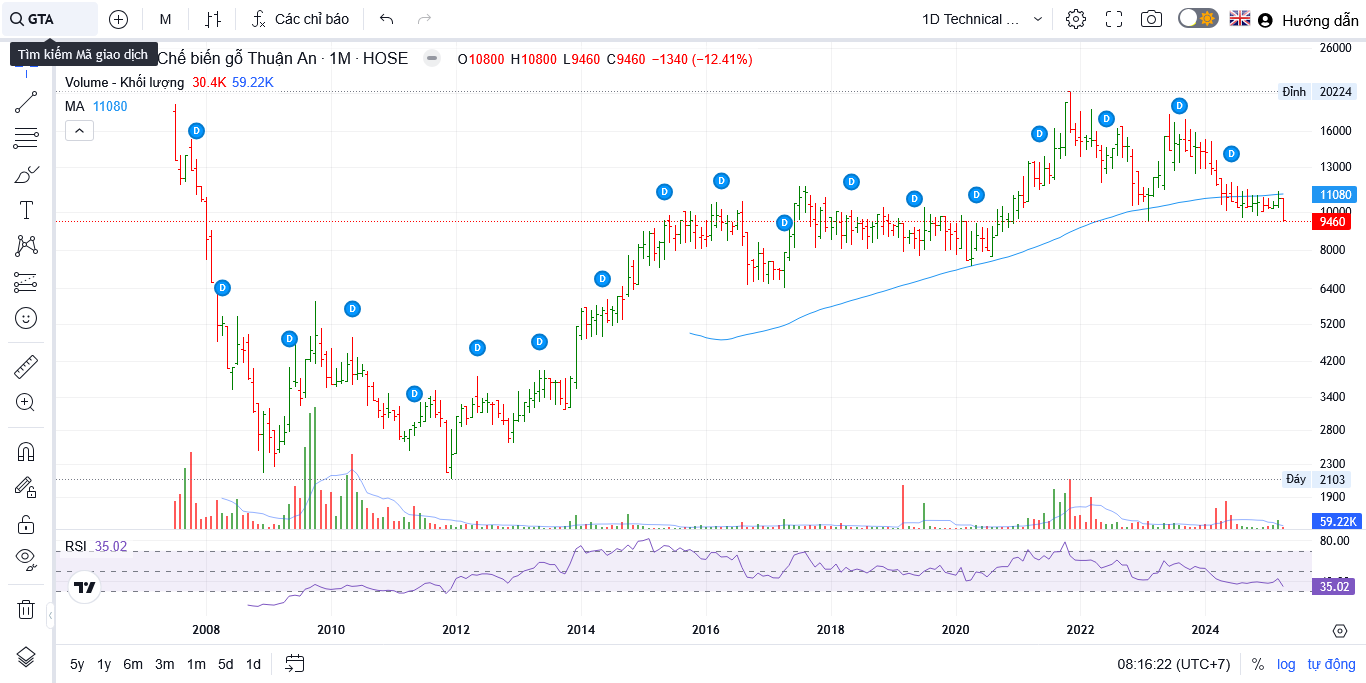 GTA
M
Các chỉ báo
1D Technical ...
Hướng dẫn
Tìm kiếm Mã giao dịch
Chế biến gỗ Thuận An · 1M · HOSE
O10800 H10800 L9460 C9460 −1340 (−12.41%)
Volume - Khối lượng 30.4K 59.22K
MA 11080
26000
Đỉnh 20224
16000
13000
11080
10000
9460
8000
6400
5200
4200
3400
2800
2300
Đáy 2103
1900
59.22K
D D D D D D D D D D D D D D D D D
RSI 35.02
80.00
35.02
2008 2010 2012 2014 2016 2018 2020 2022 2024
5y 1y 6m 3m 1m 5d 1d
08:16:22 (UTC+7) % log tự động